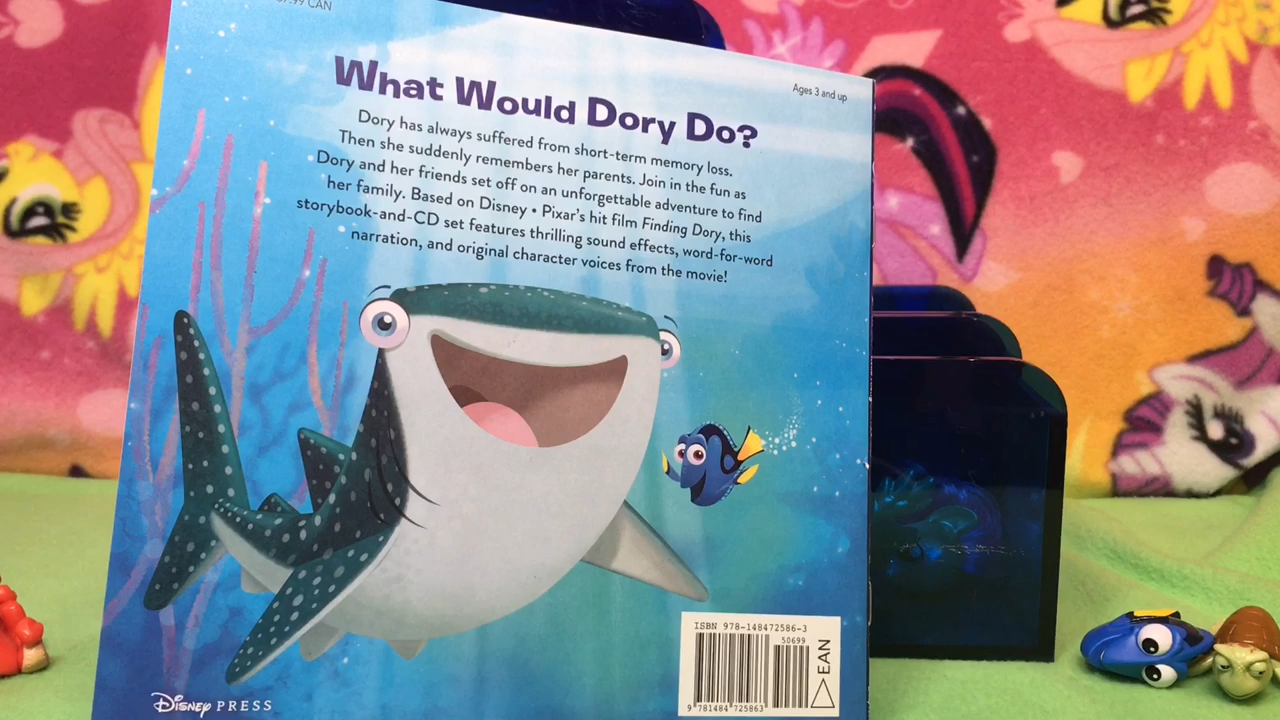 What Would Dory Do?
Ages 3 and up
Dory has always suffered from short-term memory loss.
Then she suddenly remembers her parents. Join in the fun as
Dory and her friends set off on an unforgettable adventure to find
her family. Based on Disney • Pixar's hit film Finding Dory, this
storybook-and-CD set features thrilling sound effects, word-for-word
narration, and original character voices from the movie!
ISBN 978-148472586-3
50699
EAN
9 781484 725863
Disney PRESS